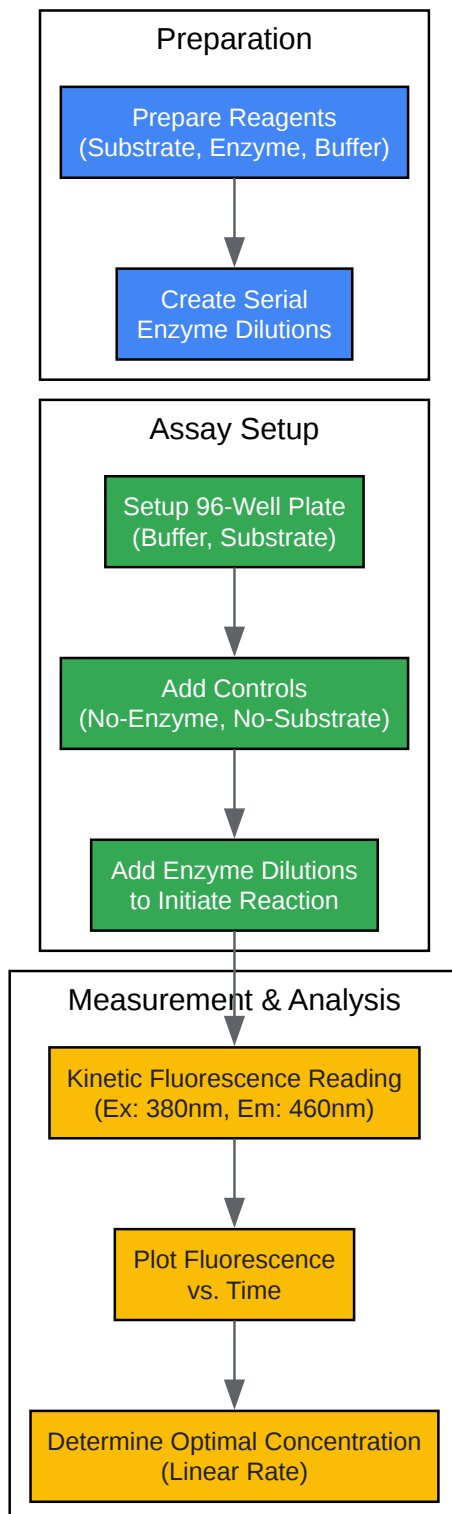 Preparation
Prepare Reagents
(Substrate, Enzyme, Buffer)
Create Serial
Enzyme Dilutions
Assay Setup
Setup 96-Well Plate
(Buffer, Substrate)
Add Controls
(No-Enzyme, No-Substrate)
Add Enzyme Dilutions
to Initiate Reaction
Measurement & Analysis
Kinetic Fluorescence Reading
(Ex: 380nm, Em: 460nm)
Plot Fluorescence
vs. Time
Determine Optimal Concentration
(Linear Rate)